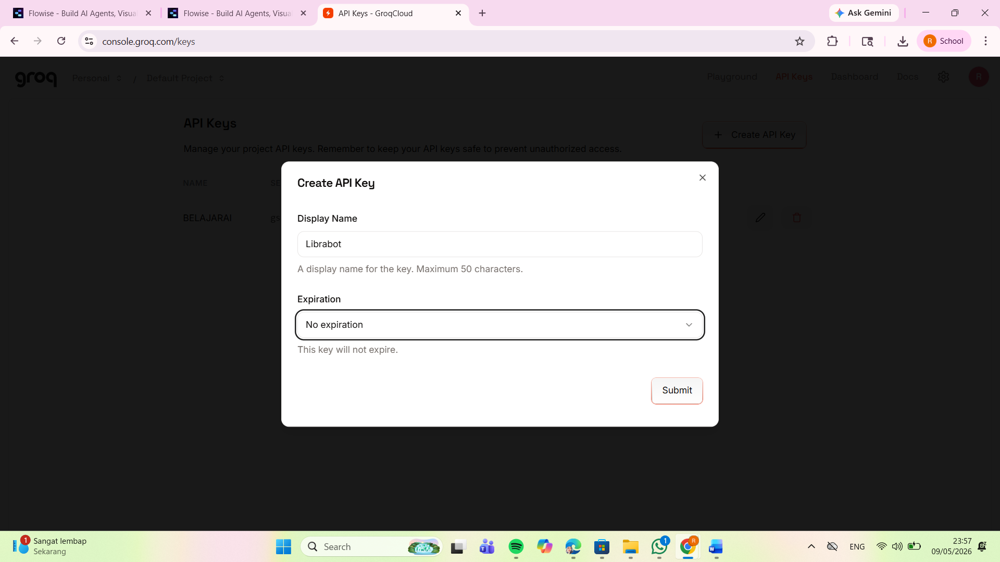 Flowise - Build AI Agents, Visua
Flowise - Build AI Agents, Visua
API Keys - GroqCloud
Ask Gemini
console.groq.com/keys
R
School
groq
Personal
/
Default Project
Playground
API Keys
Dashboard
Docs
R
API Keys
Create API Key
Manage your project API keys. Remember to keep your API keys safe to prevent unauthorized access.
NAME
SE
BELAJARAI
gs
Create API Key
Display Name
Librabot
A display name for the key. Maximum 50 characters.
Expiration
No expiration
This key will not expire.
Submit
1
Sangat lembap
Sekarang
Search
1
R
ENG
23:57
09/05/2026